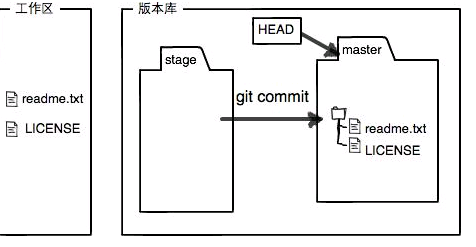 工作区
readme.txt
LICENSE
版本库
HEAD
stage
master
git commit
readme.txt
LICENSE